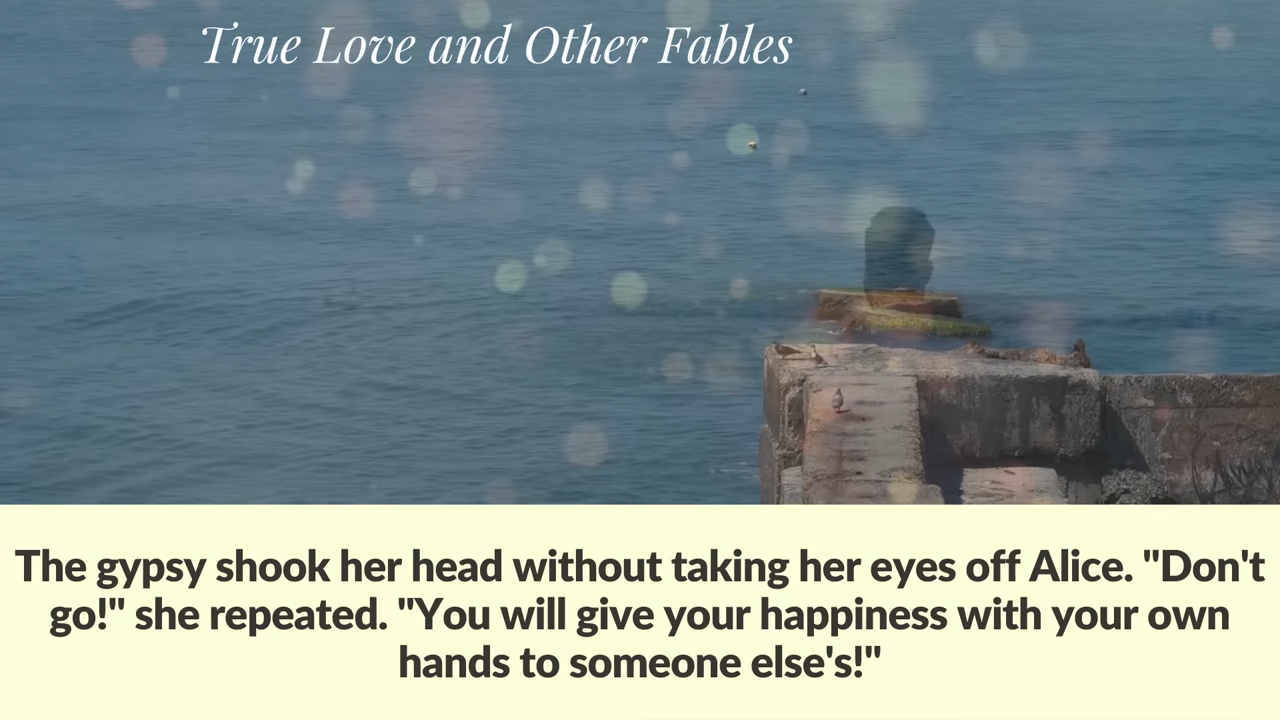 True Love and Other Fables
The gypsy shook her head without taking her eyes off Alice. "Don't
go!" she repeated. "You will give your happiness with your own
hands to someone else's!"